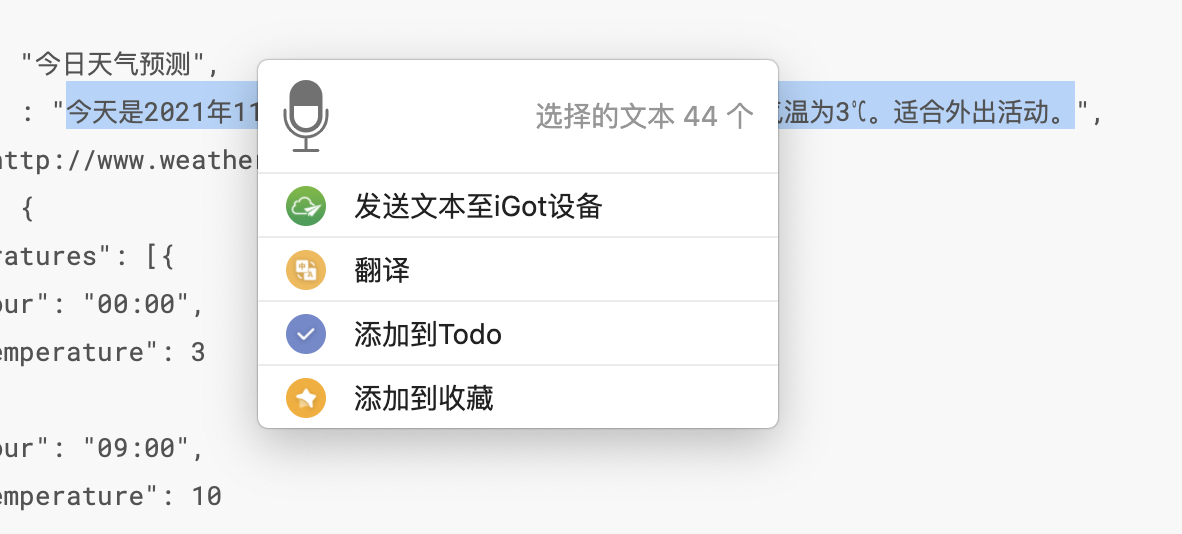 "今日天气预测",
: "今天是2021年11
选择的文本 44 个
温为3℃。适合外出活动。",
ttp://www.weather
发送文本至iGot设备
{
ratures": [{
翻译
our": "00:00",
添加到Todo
emperature": 3
添加到收藏
our": "09:00",
emperature": 10